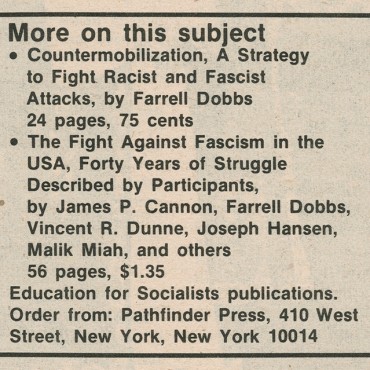 More on this subject
• Countermobilization, A Strategy
to Fight Racist and Fascist
Attacks, by Farrell Dobbs
24 pages, 75 cents
• The Fight Against Fascism in the
USA, Forty Years of Struggle
Described by Participants,
by James P. Cannon, Farrell Dobbs,
Vincent R. Dunne, Joseph Hansen,
Malik Miah, and others
56 pages, $1.35
Education for Socialists publications.
Order from: Pathfinder Press, 410 West
Street, New York, New York 10014